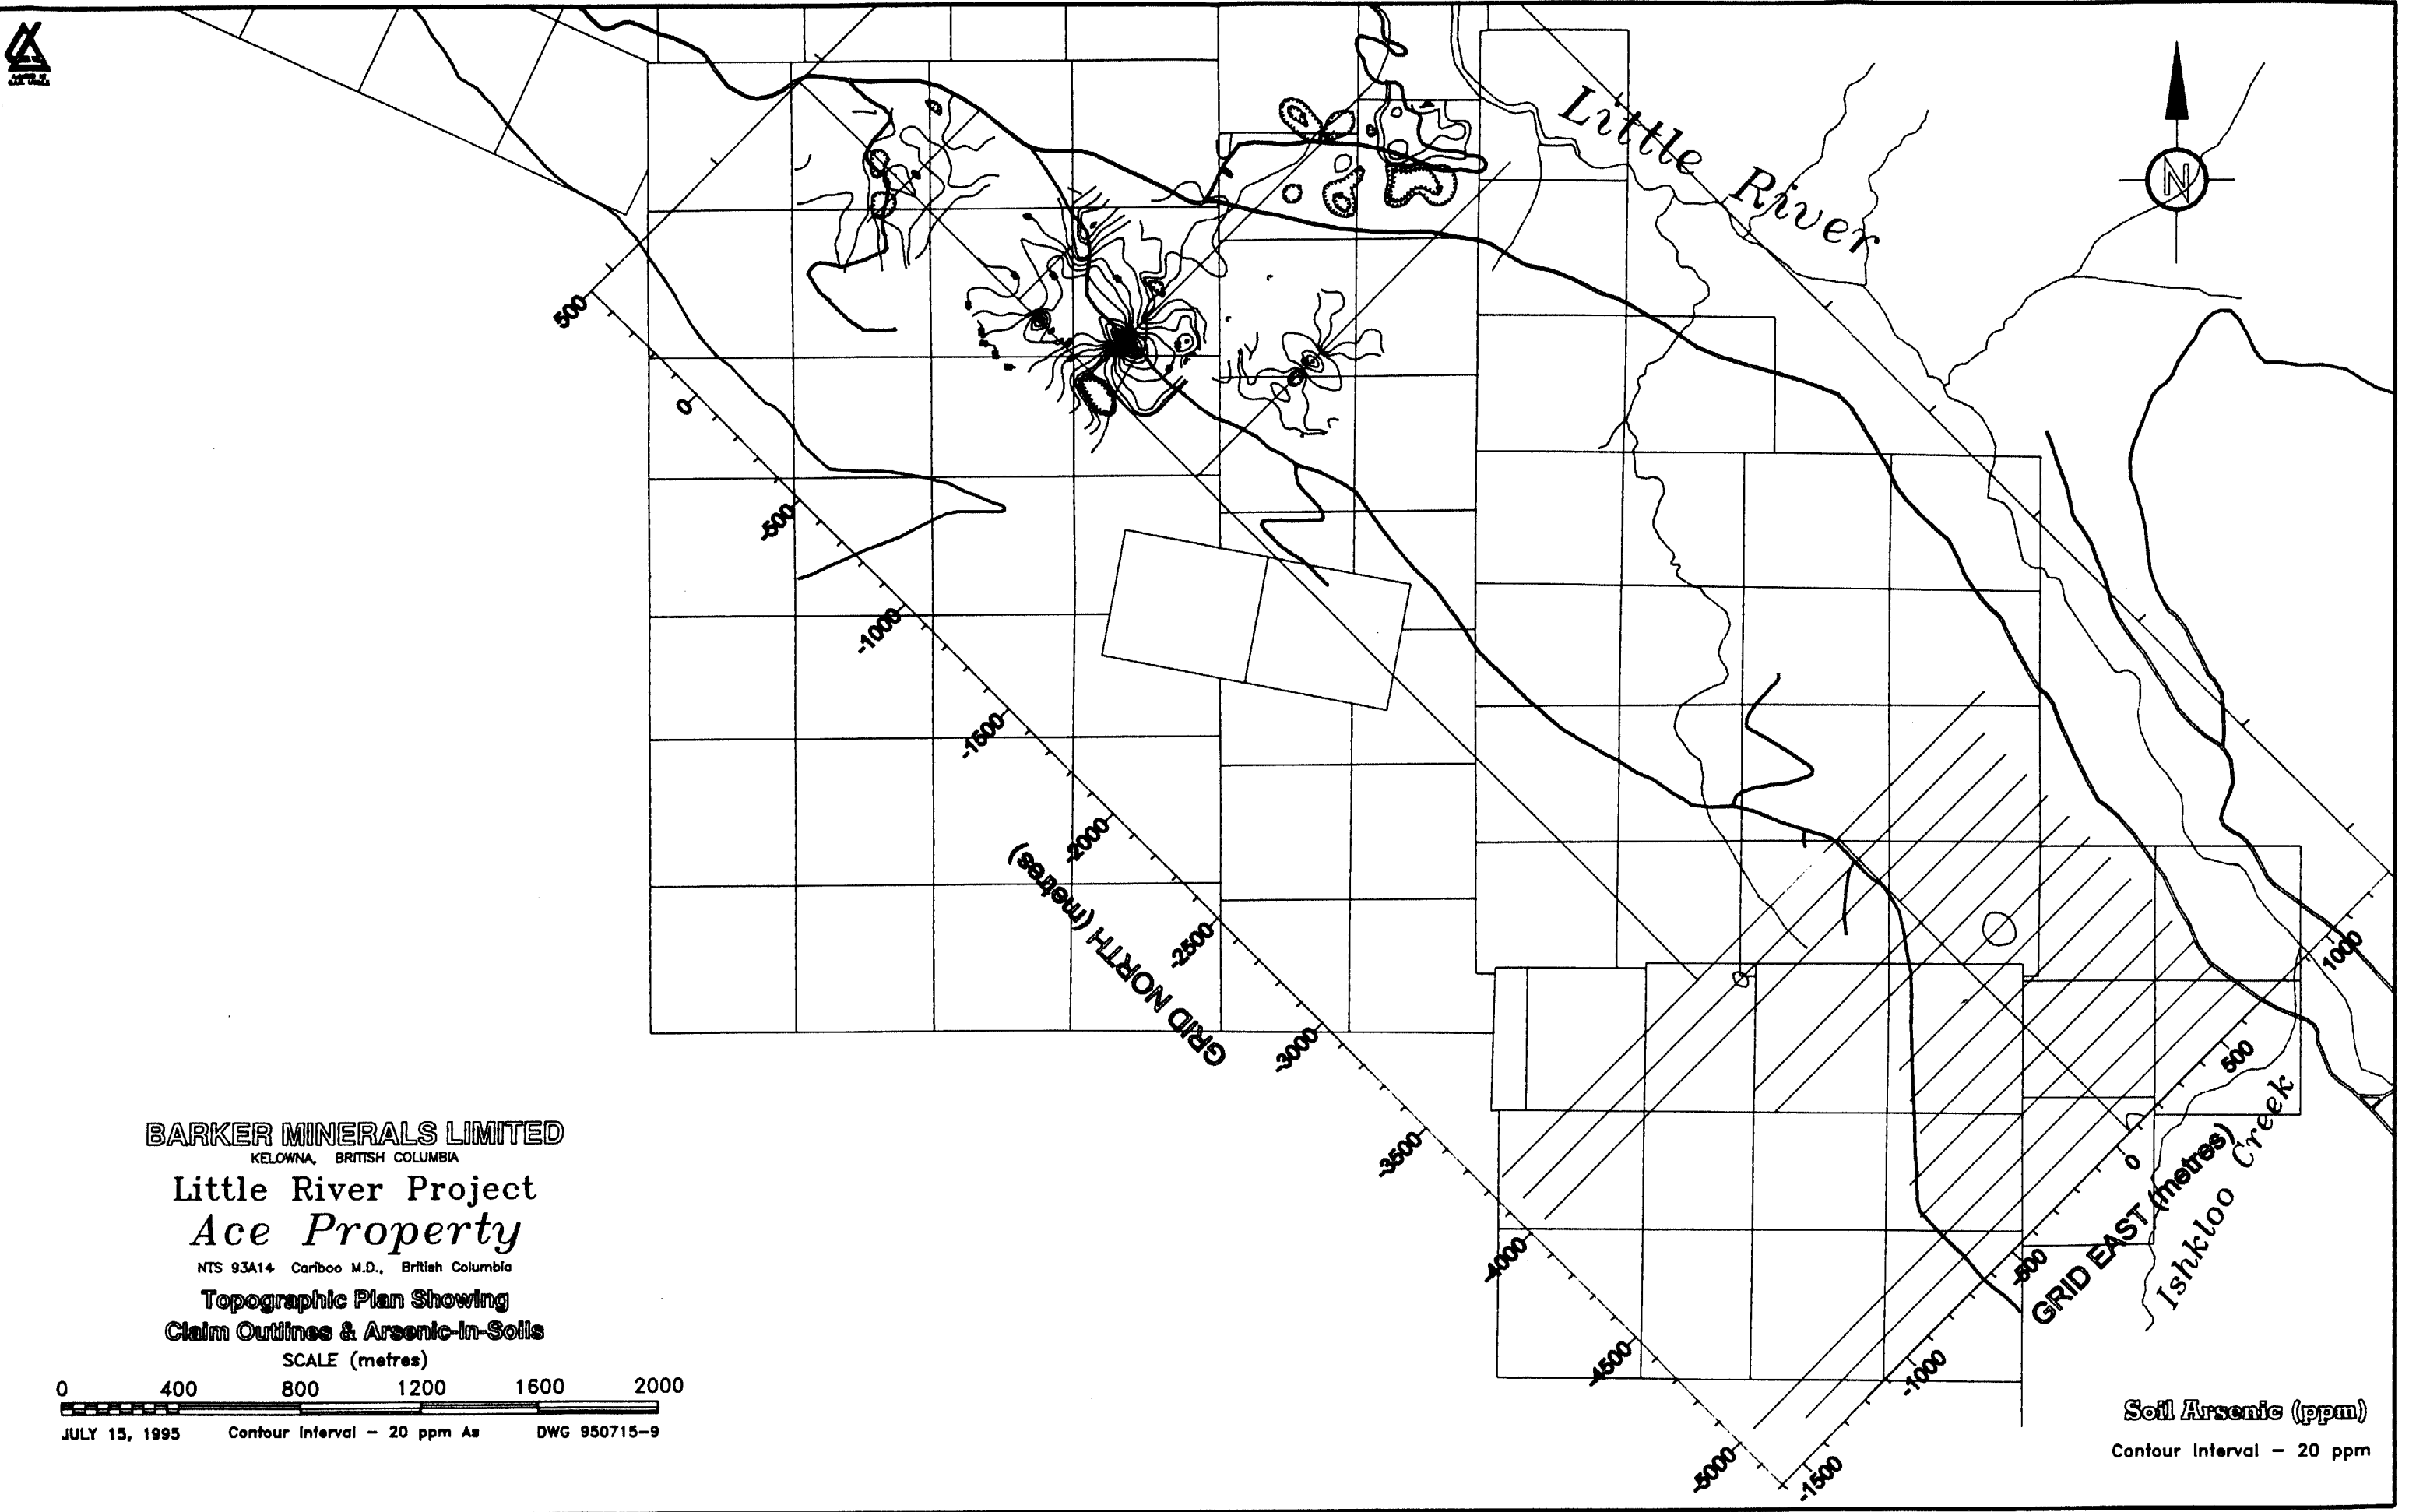 Little River
N
500
0
-500
-1000
-1500
-2000
-2500
-3000
-3500
-4000
-4500
-5000
GRID NORTH (metres)
1000
500
0
-500
-1000
-1500
GRID EAST (metres)
Ishkloo Creek
BARKER MINERALS LIMITED
KELOWNA, BRITISH COLUMBIA
Little River Project
Ace Property
NTS 93A14 Cariboo M.D., British Columbia
Topographic Plan Showing
Claim Outlines & Arsenic-in-Soils
SCALE (metres)
0 400 800 1200 1600 2000
JULY 15, 1995 Contour Interval - 20 ppm As DWG 950715-9
Soil Arsenic (ppm)
Contour Interval - 20 ppm